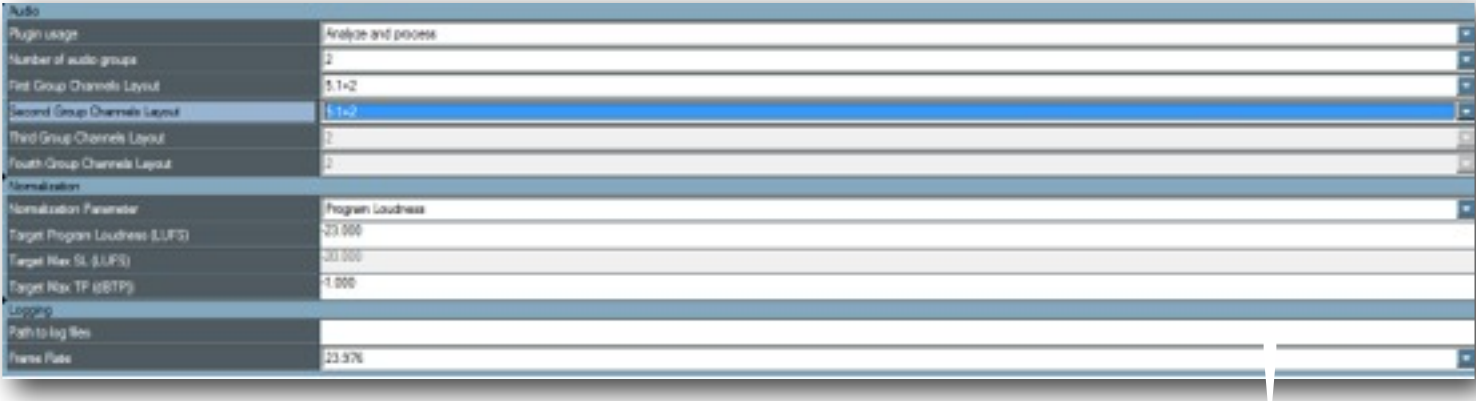 Audio
Plugin usage Analyze and process
Number of audio groups 2
First Group Channels Layout 5.1+2
Second Group Channels Layout 5.1+2
Third Group Channels Layout 2
Fourth Group Channels Layout 2
Normalization
Normalization Parameter Program Loudness
Target Program Loudness (LUFS) -23.000
Target Max SL (LUFS) -20.000
Target Max TP (dBTP) -1.000
Logging
Path to log files
Frame Rate 23.976